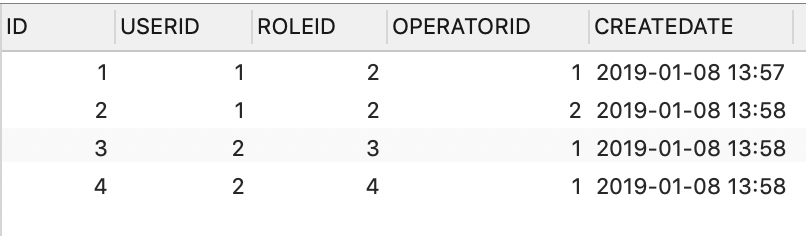 ID USERID ROLEID OPERATORID CREATEDATE
1 1 2 1 2019-01-08 13:57
2 1 2 2 2019-01-08 13:58
3 2 3 1 2019-01-08 13:58
4 2 4 1 2019-01-08 13:58